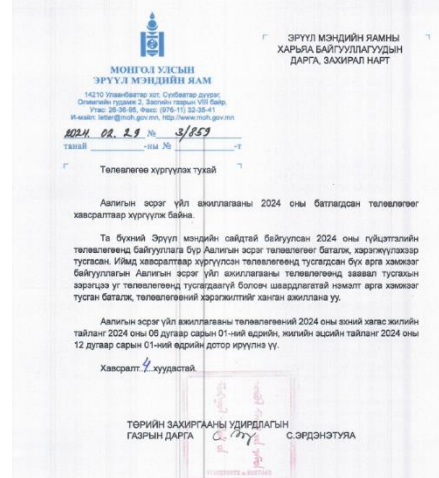 ЭРҮҮЛ МЭНДИЙН ЯАМНЫ
ХАРЬЯА БАЙГУУЛЛАГУУДЫН
ДАРГА, ЗАХИРАЛ НАРТ
МОНГОЛ УЛСЫН
ЭРҮҮЛ МЭНДИЙН ЯАМ
14210 Улаанбаатар хот, Сүхбаатар дүүрэг,
Олимпийн гудамж 2, Засгийн газрын VIII байр,
Утас: 26-36-95, Факс: (976-11) 32-35-41
И-мэйл: letter@moh.gov.mn, http://www.moh.gov.mn
2024. 02. 29 № 3/859
танай -ны № -т
Төлөвлөгөө хүргүүлэх тухай
Авлигын эсрэг үйл ажиллагааны 2024 оны батлагдсан төлөвлөгөөг
хавсралтаар хүргүүлж байна.
Та бүхний Эрүүл мэндийн сайдтай байгуулсан 2024 оны гүйцэтгэлийн
төлөвлөгөөнд байгууллага бүр Авлигын эсрэг төлөвлөгөөг баталж, хэрэгжүүлэхээр
тусгасан. Иймд хавсралтаар хүргүүлсэн төлөвлөгөөнд тусгагдсан бүх арга хэмжээг
байгууллагын Авлигын эсрэг үйл ажиллагааны төлөвлөгөөнд заавал тусгахын
зэрэгцээ уг төлөвлөгөөнд тусгагдаагүй боловч шаардлагатай нэмэлт арга хэмжээг
тусган баталж, төлөвлөгөөний хэрэгжилтийг ханган ажиллана уу.
Авлигын эсрэг үйл ажиллагааны төлөвлөгөөний 2024 оны эхний хагас жилийн
тайланг 2024 оны 06 дугаар сарын 01-ний өдрийн, жилийн эцсийн тайланг 2024 оны
12 дугаар сарын 01-ний өдрийн дотор ирүүлнэ үү.
Хавсралт 4 хуудастай.
ТӨРИЙН ЗАХИРГААНЫ УДИРДЛАГЫН
ГАЗРЫН ДАРГА С.ЭРДЭНЭТУЯА